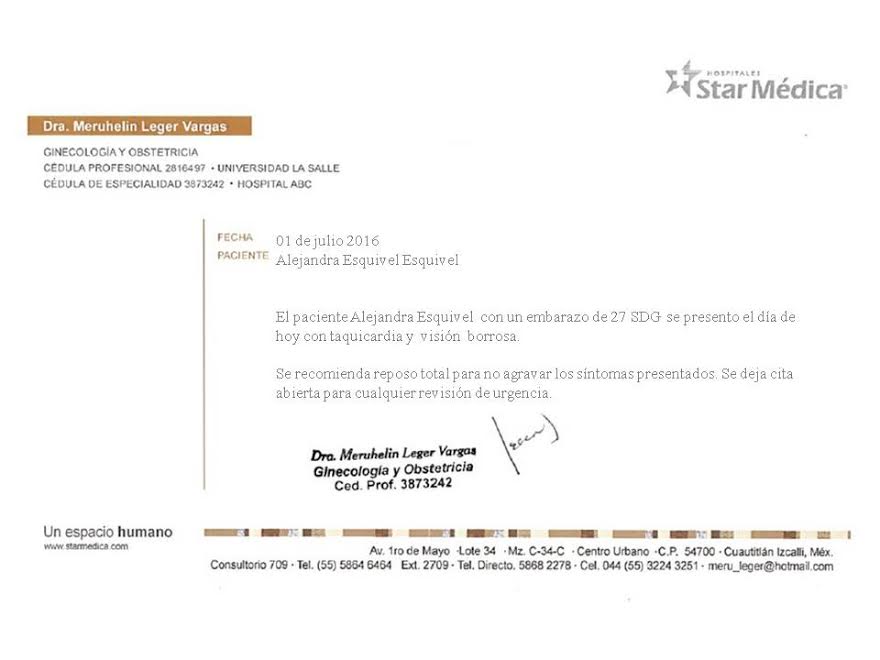 HOSPITALES
Star Médica
Dra. Meruhelin Leger Vargas
GINECOLOGÍA Y OBSTETRICIA
CÉDULA PROFESIONAL 2816497 • UNIVERSIDAD LA SALLE
CÉDULA DE ESPECIALIDAD 3873242 • HOSPITAL ABC
FECHA 01 de julio 2016
PACIENTE Alejandra Esquivel Esquivel
El paciente Alejandra Esquivel con un embarazo de 27 SDG se presento el día de
hoy con taquicardia y visión borrosa.
Se recomienda reposo total para no agravar los síntomas presentados. Se deja cita
abierta para cualquier revisión de urgencia.
Dra. Meruhelin Leger Vargas
Ginecología y Obstetricia
Ced. Prof. 3873242
Un espacio humano
www.starmedica.com
Av. 1ro de Mayo ·Lote 34 · Mz. C-34-C · Centro Urbano ·C.P. 54700 · Cuautitlán Izcalli, Méx.
Consultorio 709 · Tel. (55) 5864 6464 Ext. 2709 · Tel. Directo. 5868 2278 · Cel. 044 (55) 3224 3251 · meru_leger@hotmail.com